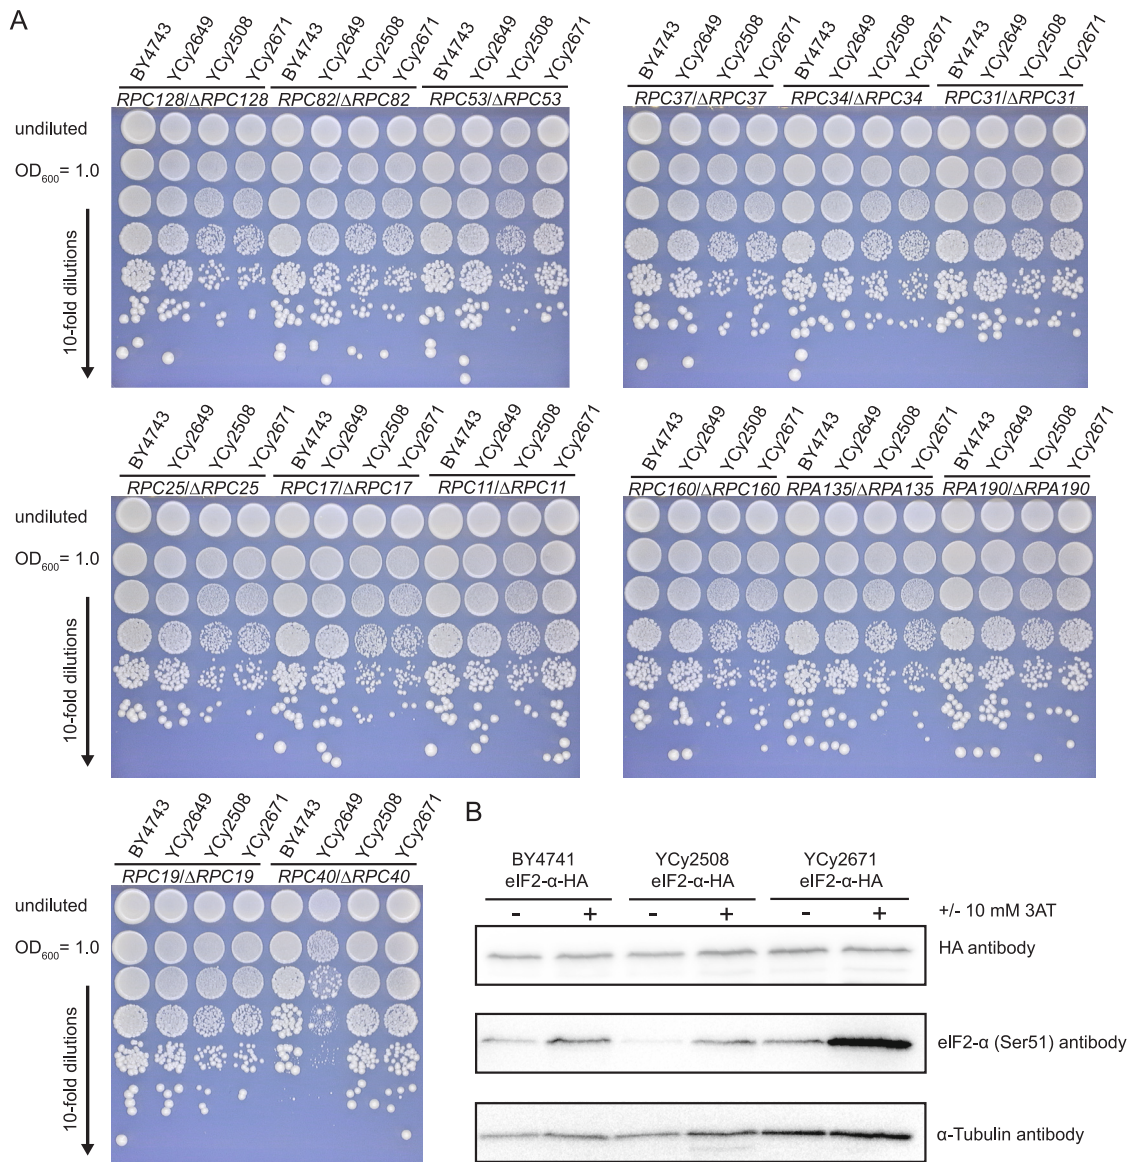 A
BY4743 YCy2649 YCy2508 YCy2671 BY4743 YCy2649 YCy2508 YCy2671 BY4743 YCy2649 YCy2508 YCy2671
RPC128/ΔRPC128 RPC82/ΔRPC82 RPC53/ΔRPC53
undiluted
OD600= 1.0
10-fold dilutions
BY4743 YCy2649 YCy2508 YCy2671 BY4743 YCy2649 YCy2508 YCy2671 BY4743 YCy2649 YCy2508 YCy2671
RPC37/ΔRPC37 RPC34/ΔRPC34 RPC31/ΔRPC31
BY4743 YCy2649 YCy2508 YCy2671 BY4743 YCy2649 YCy2508 YCy2671 BY4743 YCy2649 YCy2508 YCy2671
RPC25/ΔRPC25 RPC17/ΔRPC17 RPC11/ΔRPC11
undiluted
OD600= 1.0
10-fold dilutions
BY4743 YCy2649 YCy2508 YCy2671 BY4743 YCy2649 YCy2508 YCy2671 BY4743 YCy2649 YCy2508 YCy2671
RPC160/ΔRPC160 RPA135/ΔRPA135 RPA190/ΔRPA190
BY4743 YCy2649 YCy2508 YCy2671 BY4743 YCy2649 YCy2508 YCy2671
RPC19/ΔRPC19 RPC40/ΔRPC40
undiluted
OD600= 1.0
10-fold dilutions
B
BY4741 YCy2508 YCy2671
eIF2-α-HA eIF2-α-HA eIF2-α-HA
- + - + - + +/- 10 mM 3AT
HA antibody
eIF2-α (Ser51) antibody
α-Tubulin antibody